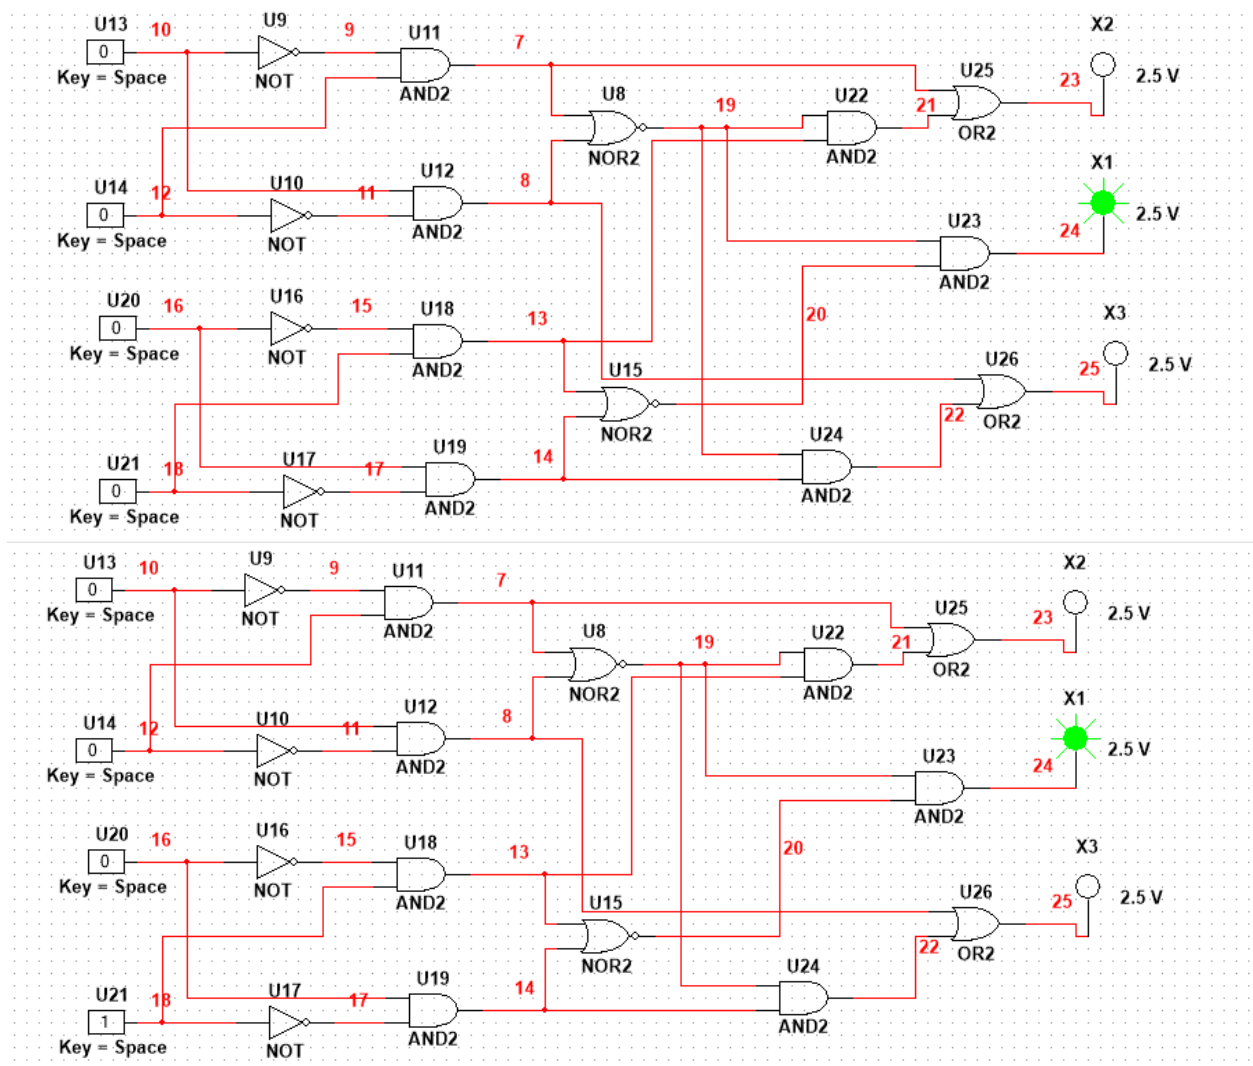 U13
0
Key = Space
10
U9
NOT
9
U11
AND2
7
U8
NOR2
19
U22
AND2
21
U25
OR2
23
X2
2.5 V
U14
0
Key = Space
12
U10
NOT
11
U12
AND2
8
U23
AND2
24
X1
2.5 V
U20
0
Key = Space
16
U16
NOT
15
U18
AND2
13
U15
NOR2
20
U26
OR2
25
X3
2.5 V
U21
0
Key = Space
18
U17
NOT
17
U19
AND2
14
U24
AND2
22
U13
0
Key = Space
10
U9
NOT
9
U11
AND2
7
U8
NOR2
19
U22
AND2
21
U25
OR2
23
X2
2.5 V
U14
0
Key = Space
12
U10
NOT
11
U12
AND2
8
U23
AND2
24
X1
2.5 V
U20
0
Key = Space
16
U16
NOT
15
U18
AND2
13
U15
NOR2
20
U26
OR2
25
X3
2.5 V
U21
1
Key = Space
18
U17
NOT
17
U19
AND2
14
U24
AND2
22